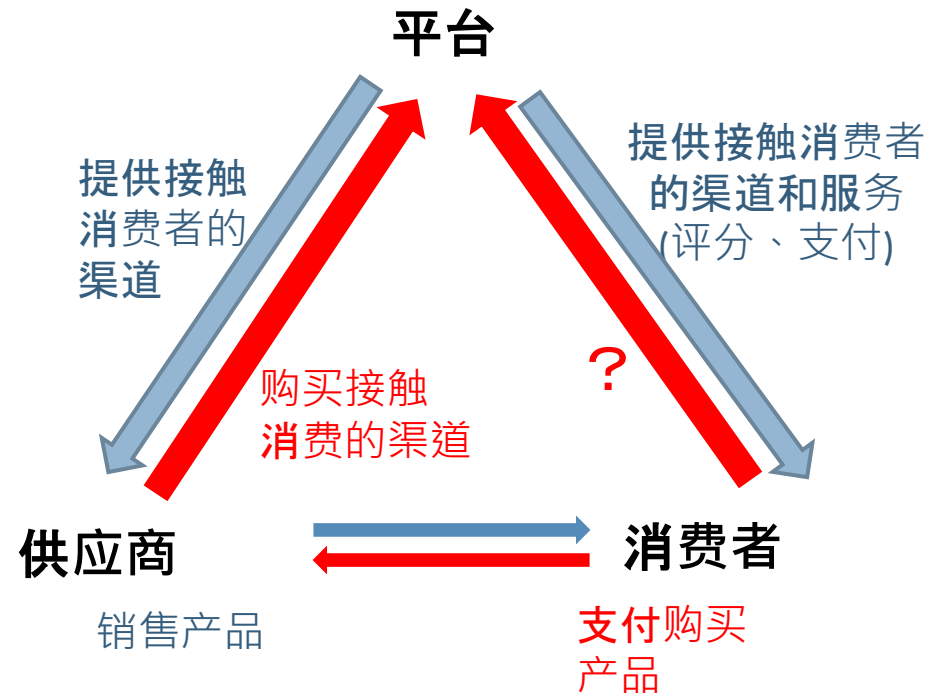 平台
提供接触
消费者的
渠道
提供接触消费者
的渠道和服务
(评分、支付)
？
购买接触
消费的渠道
供应商
消费者
销售产品
支付购买
产品